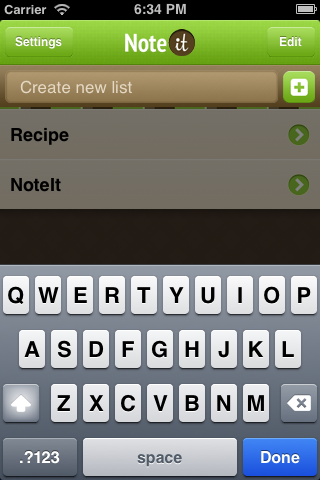 Carrier 6:34 PM
Settings Note it Edit
Create new list
Recipe
NoteIt
Q W E R T Y U I O P
A S D F G H J K L
Z X C V B N M
.?123 space Done